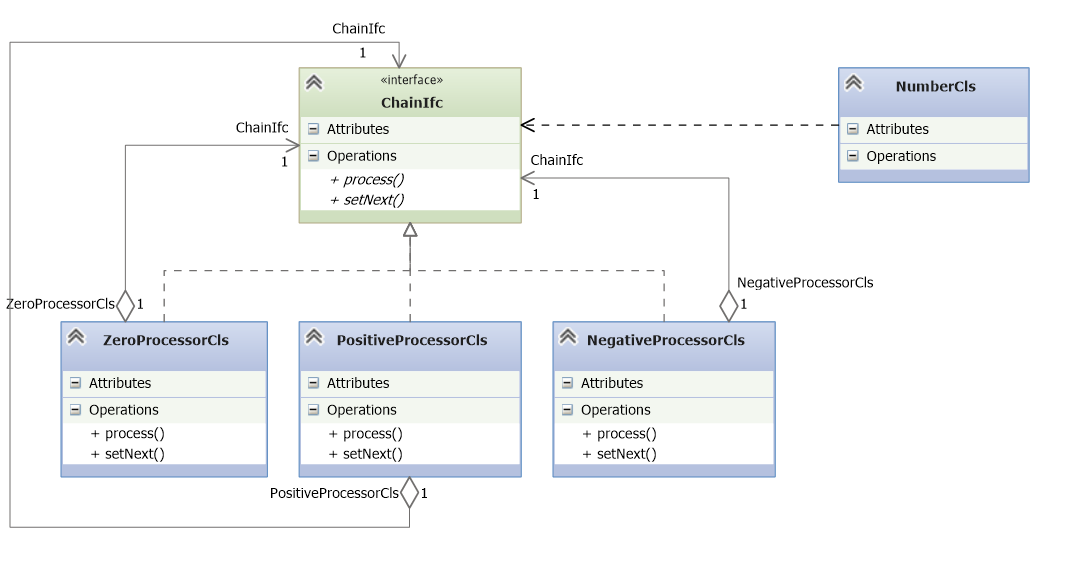 ChainIfc
1
«interface»
ChainIfc
Attributes
Operations
+ process()
+ setNext()
NumberCls
Attributes
Operations
ChainIfc
1
ChainIfc
1
ZeroProcessorCls
1
NegativeProcessorCls
1
ZeroProcessorCls
Attributes
Operations
+ process()
+ setNext()
PositiveProcessorCls
Attributes
Operations
+ process()
+ setNext()
NegativeProcessorCls
Attributes
Operations
+ process()
+ setNext()
PositiveProcessorCls
1